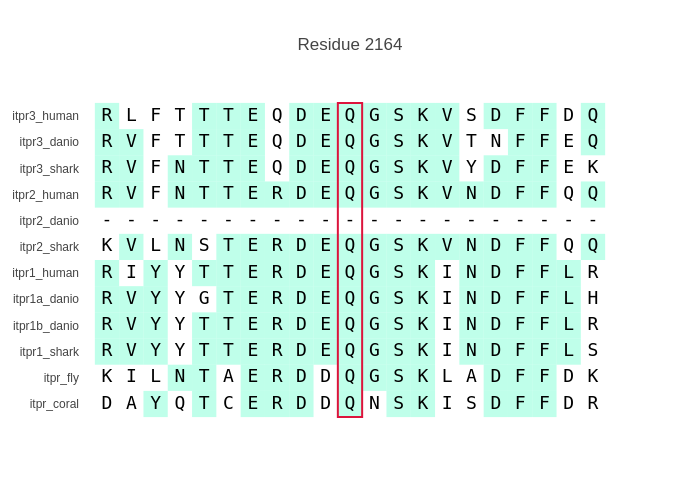 Residue 2164
itpr3_human R L F T T T E Q D E Q G S K V S D F F D Q
itpr3_danio R V F T T T E Q D E Q G S K V T N F F E Q
itpr3_shark R V F N T T E Q D E Q G S K V Y D F F E K
itpr2_human R V F N T T E R D E Q G S K V N D F F Q Q
itpr2_danio - - - - - - - - - - - - - - - - - - - - -
itpr2_shark K V L N S T E R D E Q G S K V N D F F Q Q
itpr1_human R I Y Y T T E R D E Q G S K I N D F F L R
itpr1a_danio R V Y Y G T E R D E Q G S K I N D F F L H
itpr1b_danio R V Y Y T T E R D E Q G S K I N D F F L R
itpr1_shark R V Y Y T T E R D E Q G S K I N D F F L S
itpr_fly K I L N T A E R D D Q G S K L A D F F D K
itpr_coral D A Y Q T C E R D D Q N S K I S D F F D R